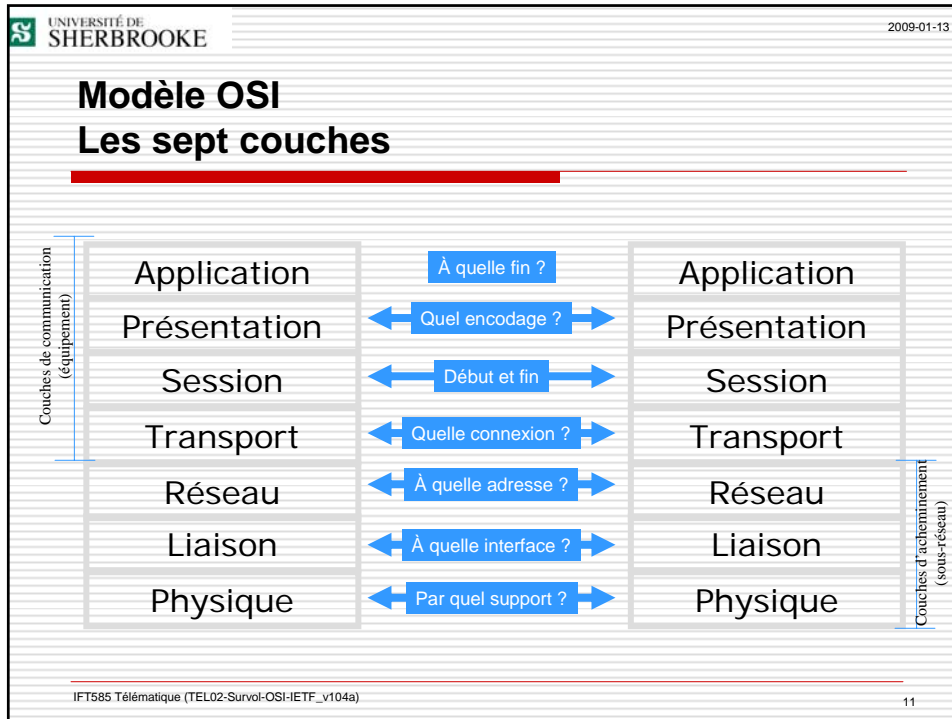 UNIVERSITÉ DE
SHERBROOKE
2009-01-13
Modèle OSI
Les sept couches
Couches de communication
(équipement)
Application
À quelle fin ?
Application
Présentation
Quel encodage ?
Présentation
Session
Début et fin
Session
Transport
Quelle connexion ?
Transport
Réseau
À quelle adresse ?
Réseau
Liaison
À quelle interface ?
Liaison
Physique
Par quel support ?
Physique
Couches d'acheminement
(sous-réseau)
IFT585 Télématique (TEL02-Survol-OSI-IETF_v104a)
11